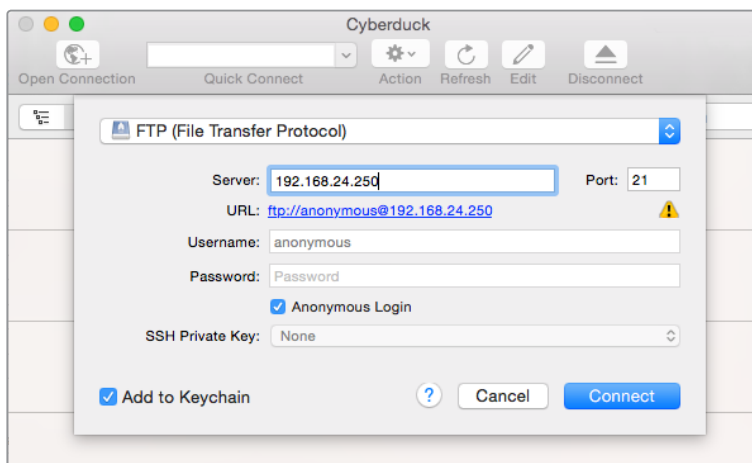 Cyberduck
Open Connection Quick Connect Action Refresh Edit Disconnect
FTP (File Transfer Protocol)
Server: 192.168.24.250 Port: 21
URL: ftp://anonymous@192.168.24.250
Username: anonymous
Password: Password
Anonymous Login
SSH Private Key: None
Add to Keychain ? Cancel Connect